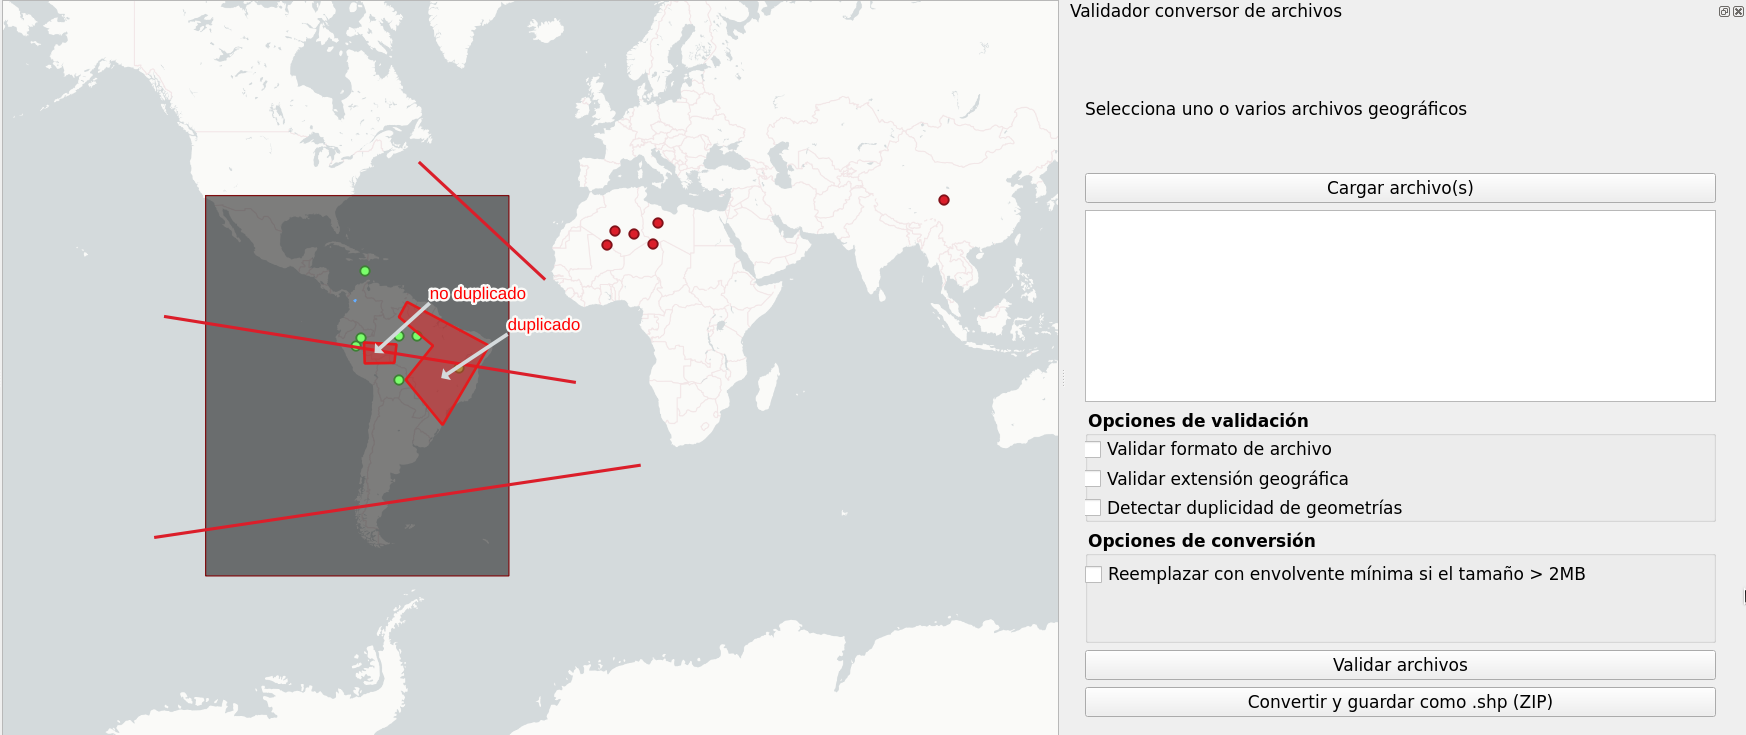 Validador conversor de archivos
Selecciona uno o varios archivos geográficos
Cargar archivo(s)
no duplicado
duplicado
Opciones de validación
Validar formato de archivo
Validar extensión geográfica
Detectar duplicidad de geometrías
Opciones de conversión
Reemplazar con envolvente mínima si el tamaño > 2MB
Validar archivos
Convertir y guardar como .shp (ZIP)